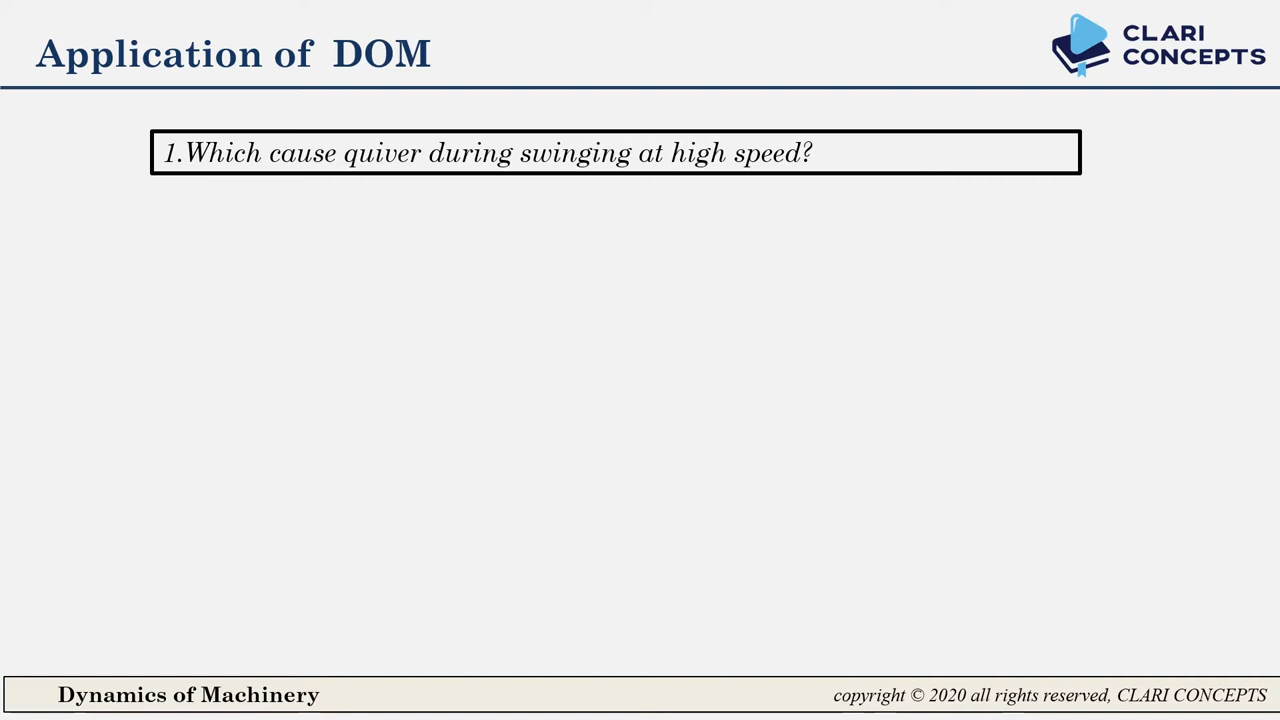 Application of DOM
CLARI
CONCEPTS
1.Which cause quiver during swinging at high speed?
Dynamics of Machinery
copyright © 2020 all rights reserved, CLARI CONCEPTS